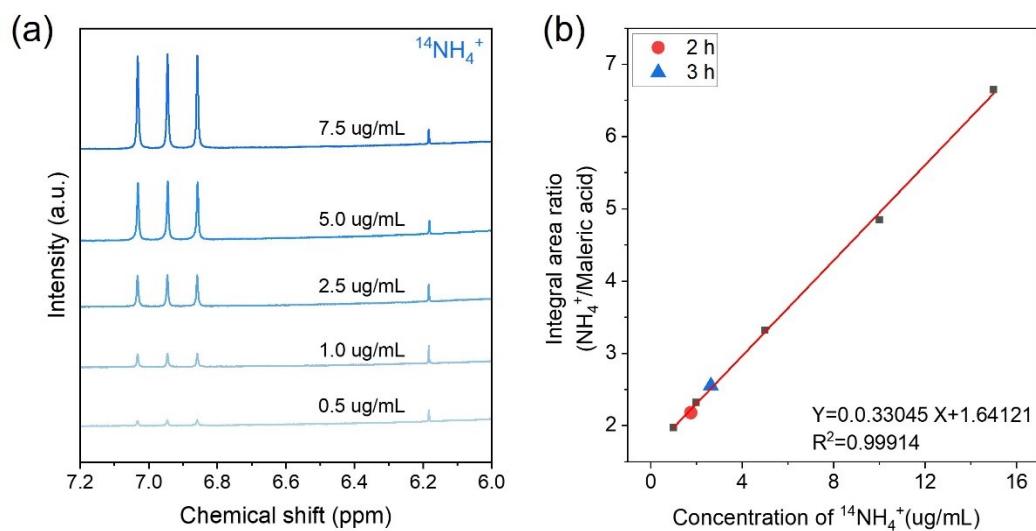 (a)
¹⁴NH₄⁺
7.5 ug/mL
5.0 ug/mL
2.5 ug/mL
1.0 ug/mL
0.5 ug/mL
Intensity (a.u.)
7.2 7.0 6.8 6.6 6.4 6.2 6.0
Chemical shift (ppm)
(b)
2 h
3 h
7
6
5
4
3
2
Integral area ratio
(NH₄⁺/Maleric acid)
Y=0.0.33045 X+1.64121
R²=0.99914
0 4 8 12 16
Concentration of ¹⁴NH₄⁺(ug/mL)